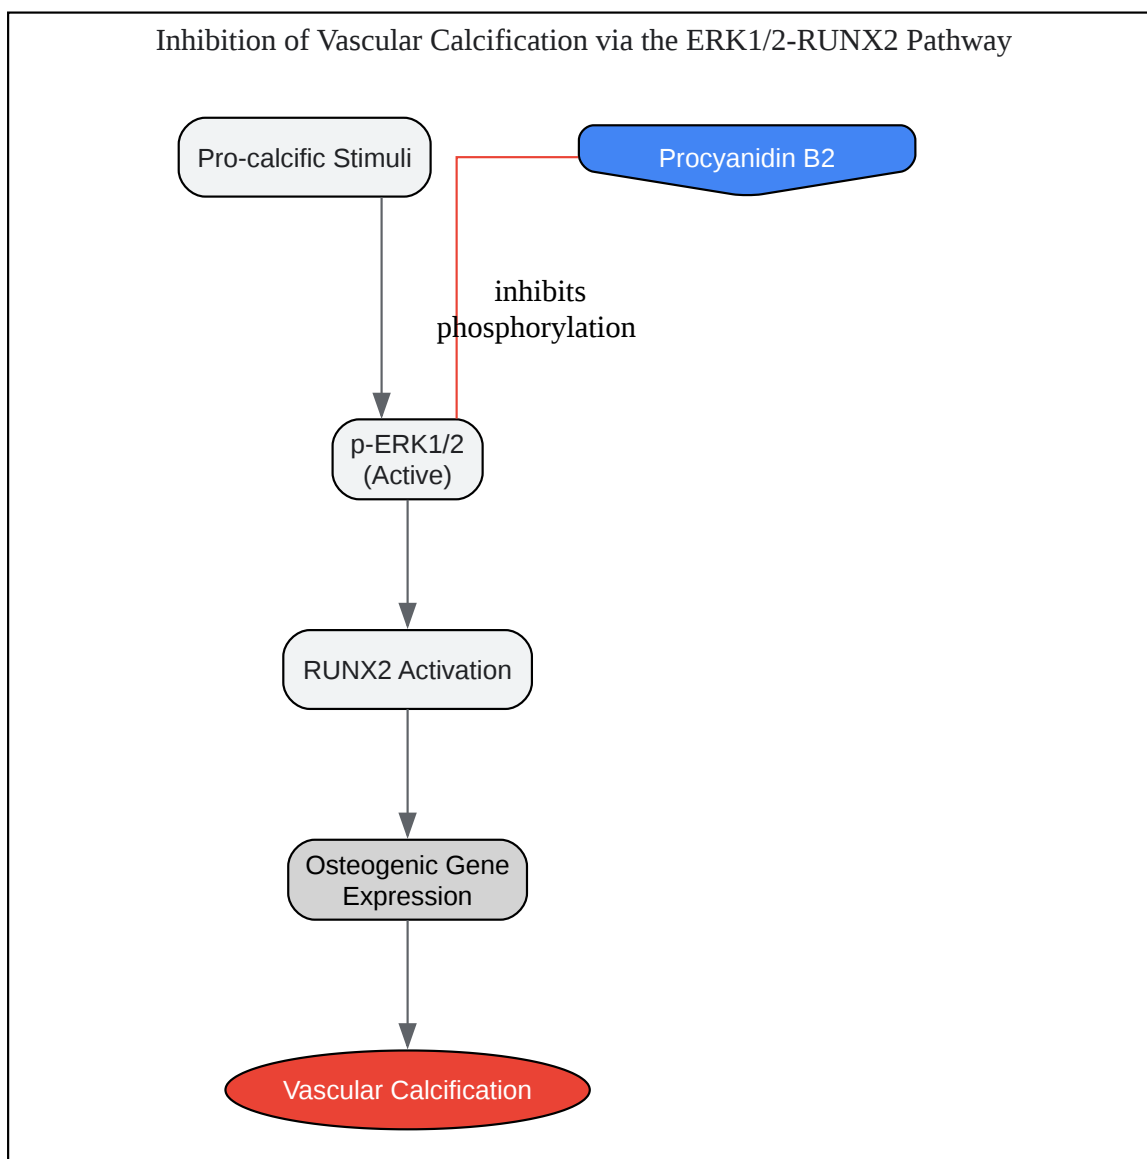 Inhibition of Vascular Calcification via the ERK1/2-RUNX2 Pathway
Pro-calcific Stimuli
Procyanidin B2
inhibits
phosphorylation
p-ERK1/2
(Active)
RUNX2 Activation
Osteogenic Gene
Expression
Vascular Calcification